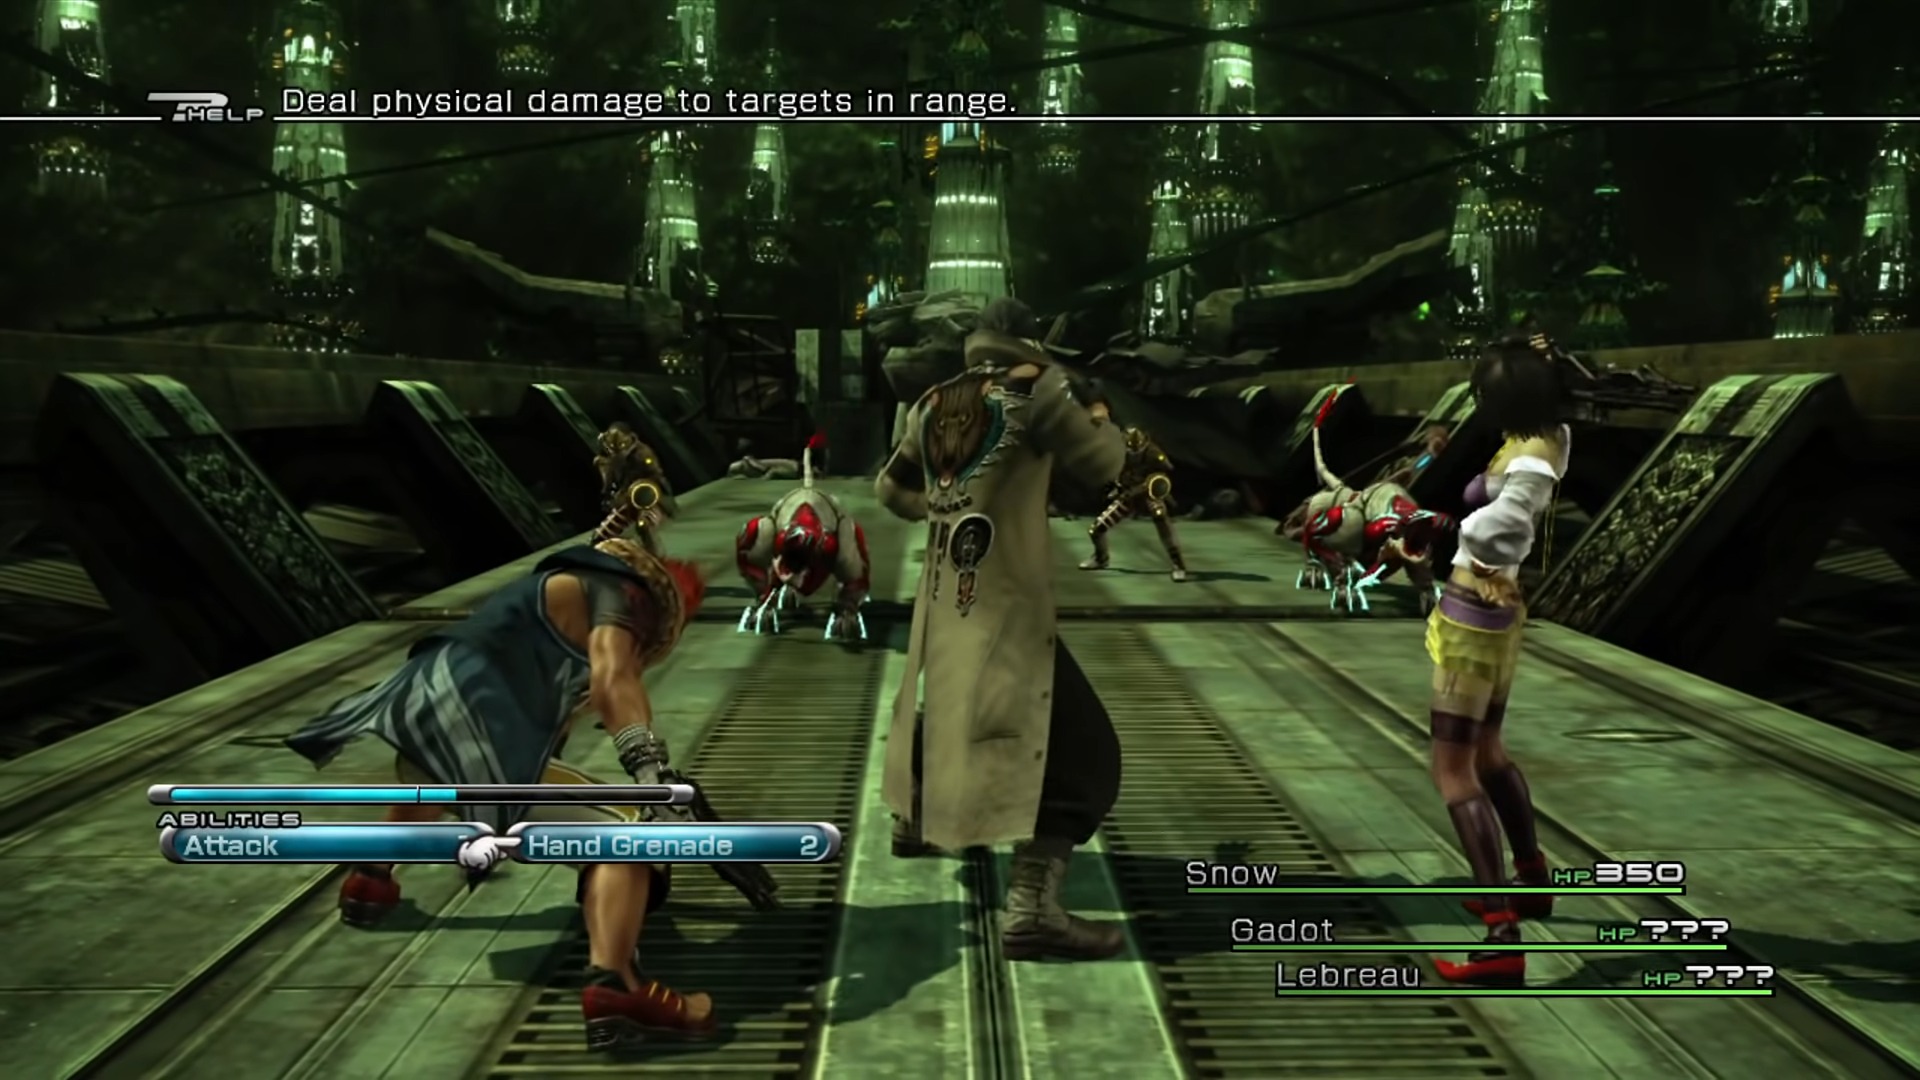 ?HELP Deal physical damage to targets in range.
ABILITIES
Attack Hand Grenade 2
Snow HP 350
Gadot HP ???
Lebreau HP ???